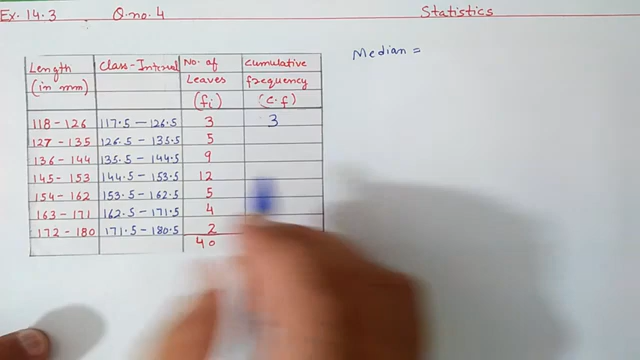 Ex. 14.3 Q.no. 4 Statistics
Median =
Length (in mm) Class-Interval No. of Leaves (fi) Cumulative frequency (c.f)
118 - 126 117.5 - 126.5 3 3
127 - 135 126.5 - 135.5 5
136 - 144 135.5 - 144.5 9
145 - 153 144.5 - 153.5 12
154 - 162 153.5 - 162.5 5
163 - 171 162.5 - 171.5 4
172 - 180 171.5 - 180.5 2
40